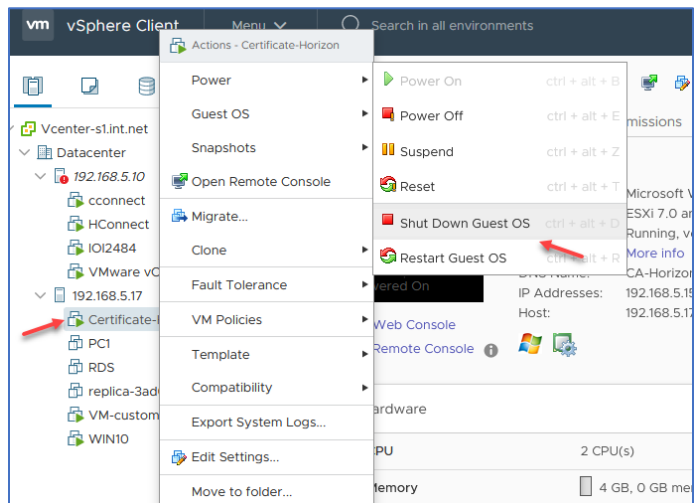 vm vSphere Client Menu Search in all environments
Actions - Certificate-Horizon
Power
Guest OS
Snapshots
Open Remote Console
Migrate...
Clone
Fault Tolerance
VM Policies
Template
Compatibility
Export System Logs...
Edit Settings...
Move to folder...
Power On ctrl + alt + B
Power Off ctrl + alt + E
Suspend ctrl + alt + Z
Reset ctrl + alt + T
Shut Down Guest OS ctrl + alt + D
Restart Guest OS ctrl + alt + R
Vcenter-s1.int.net
Datacenter
192.168.5.10
cconnect
HConnect
IOI2484
VMware vC
192.168.5.17
Certificate-
PC1
RDS
replica-3ad
VM-custom
WIN10
missions
Microsoft
ESXi 7.0
Running,
More info
DNS Name: CA-Horizo
IP Addresses: 192.168.5.15
Host: 192.168.5.17
ered On
Web Console
Remote Console
ardware
PU 2 CPU(s)
Memory 4 GB, 0 GB me